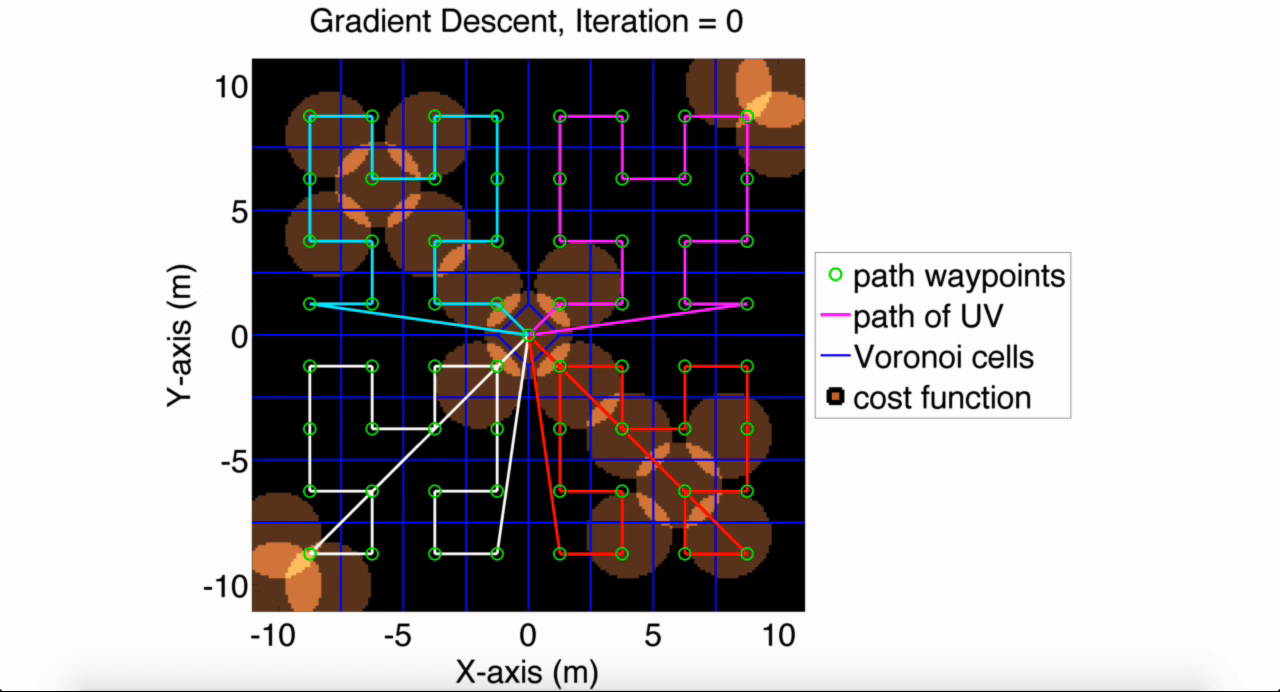 Gradient Descent, Iteration = 0
10
5
0
-5
-10
Y-axis (m)
-10 -5 0 5 10
X-axis (m)
path waypoints
path of UV
Voronoi cells
cost function